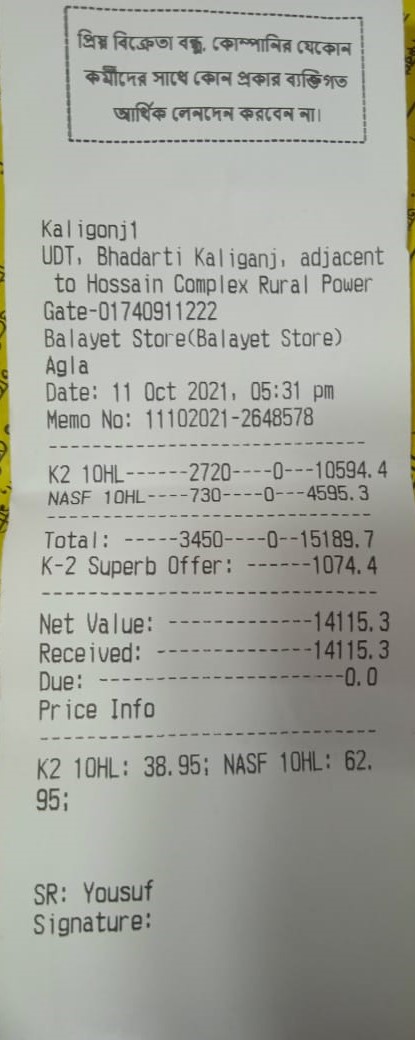 প্রিয় বিক্রেতা বন্ধু, কোম্পানির যেকোন
কর্মীদের সাথে কোন প্রকার ব্যক্তিগত
আর্থিক লেনদেন করবেন না।
Kaligonj1
UDT, Bhadarti Kaliganj, adjacent
to Hossain Complex Rural Power
Gate-01740911222
Balayet Store(Balayet Store)
Agla
Date: 11 Oct 2021, 05:31 pm
Memo No: 11102021-2648578
--------------------------------
K2 10HL------2720----0---10594.4
NASF 10HL----730----0---4595.3
--------------------------------
Total: -----3450----0--15189.7
K-2 Superb Offer: ------1074.4
--------------------------------
Net Value: -------------14115.3
Received: --------------14115.3
Due: ----------------------0.0
Price Info
--------------------------------
K2 10HL: 38.95; NASF 10HL: 62.
95;
SR: Yousuf
Signature: